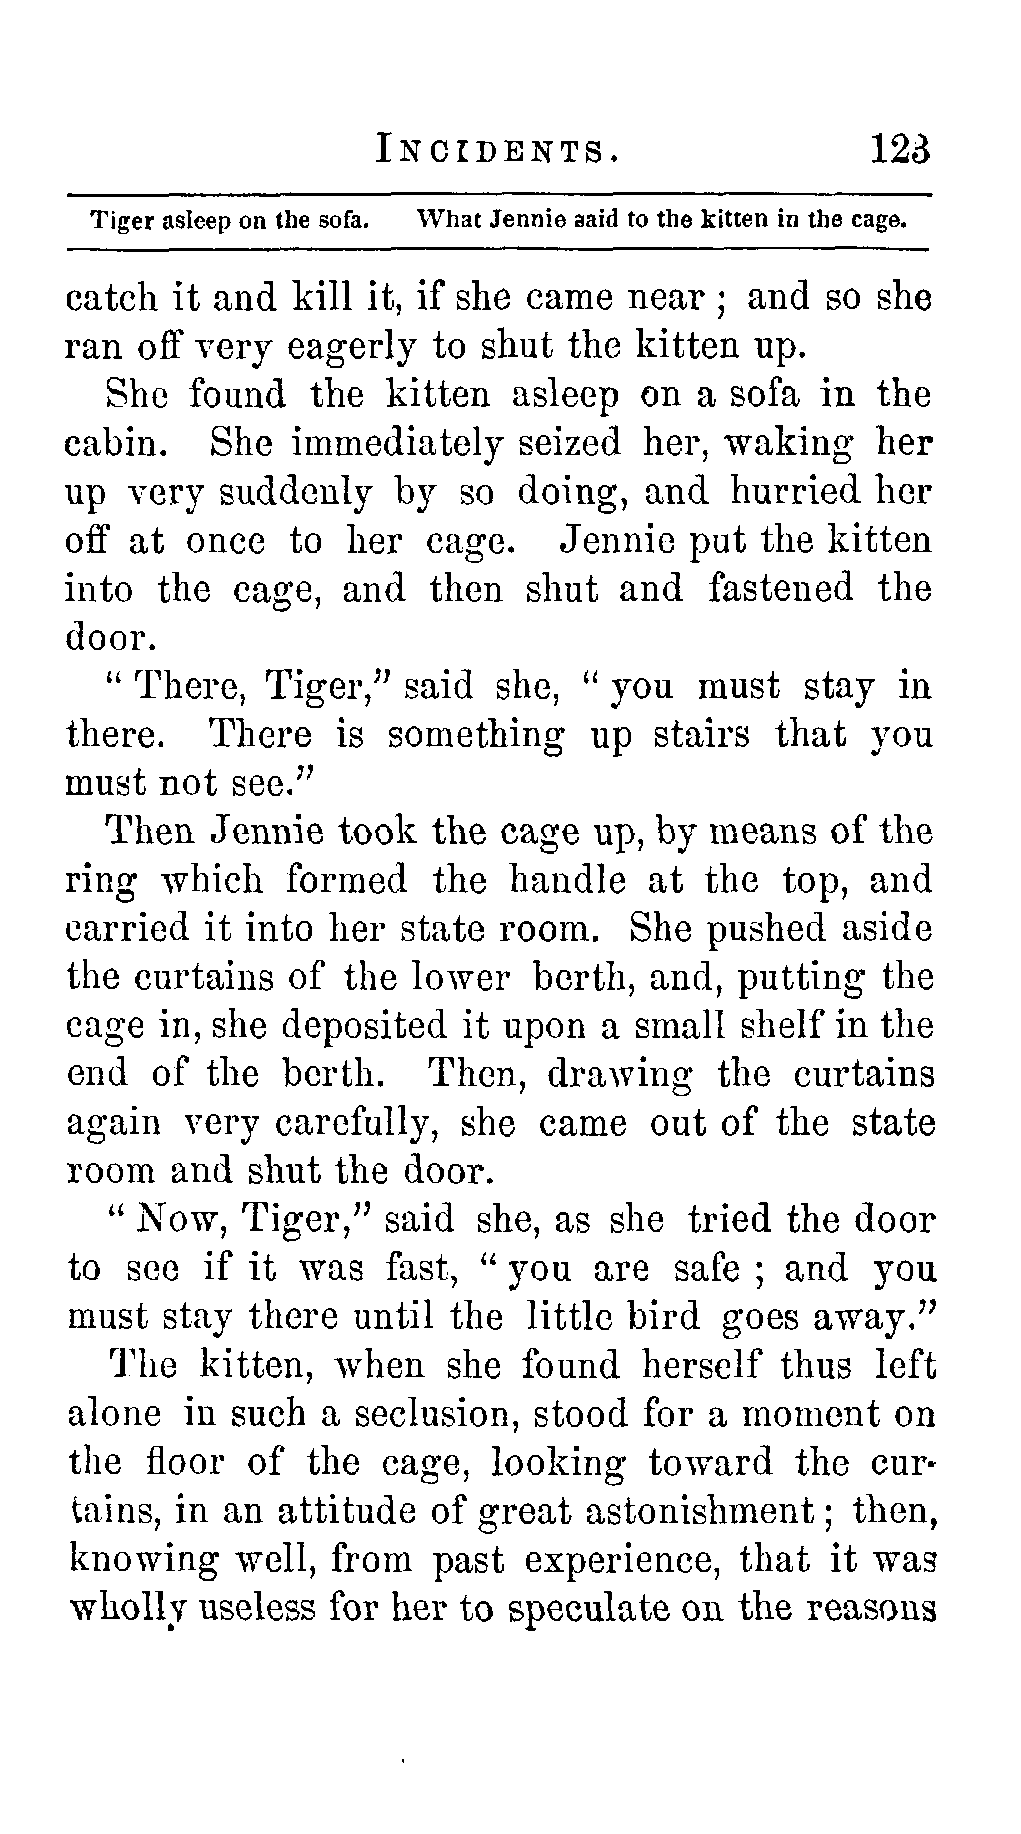 INCIDENTS. 123
Tiger asleep on the sofa. What Jennie said to the kitten in the cage.
catch it and kill it, if she came near ; and so she
ran off very eagerly to shut the kitten up.
She found the kitten asleep on a sofa in the
cabin. She immediately seized her, waking her
up very suddenly by so doing, and hurried her
off at once to her cage. Jennie put the kitten
into the cage, and then shut and fastened the
door.
“ There, Tiger,” said she, “ you must stay in
there. There is something up stairs that you
must not see.”
Then Jennie took the cage up, by means of the
ring which formed the handle at the top, and
carried it into her state room. She pushed aside
the curtains of the lower berth, and, putting the
cage in, she deposited it upon a small shelf in the
end of the berth. Then, drawing the curtains
again very carefully, she came out of the state
room and shut the door.
“ Now, Tiger,” said she, as she tried the door
to see if it was fast, “ you are safe ; and you
must stay there until the little bird goes away.”
The kitten, when she found herself thus left
alone in such a seclusion, stood for a moment on
the floor of the cage, looking toward the cur-
tains, in an attitude of great astonishment ; then,
knowing well, from past experience, that it was
wholly useless for her to speculate on the reasons